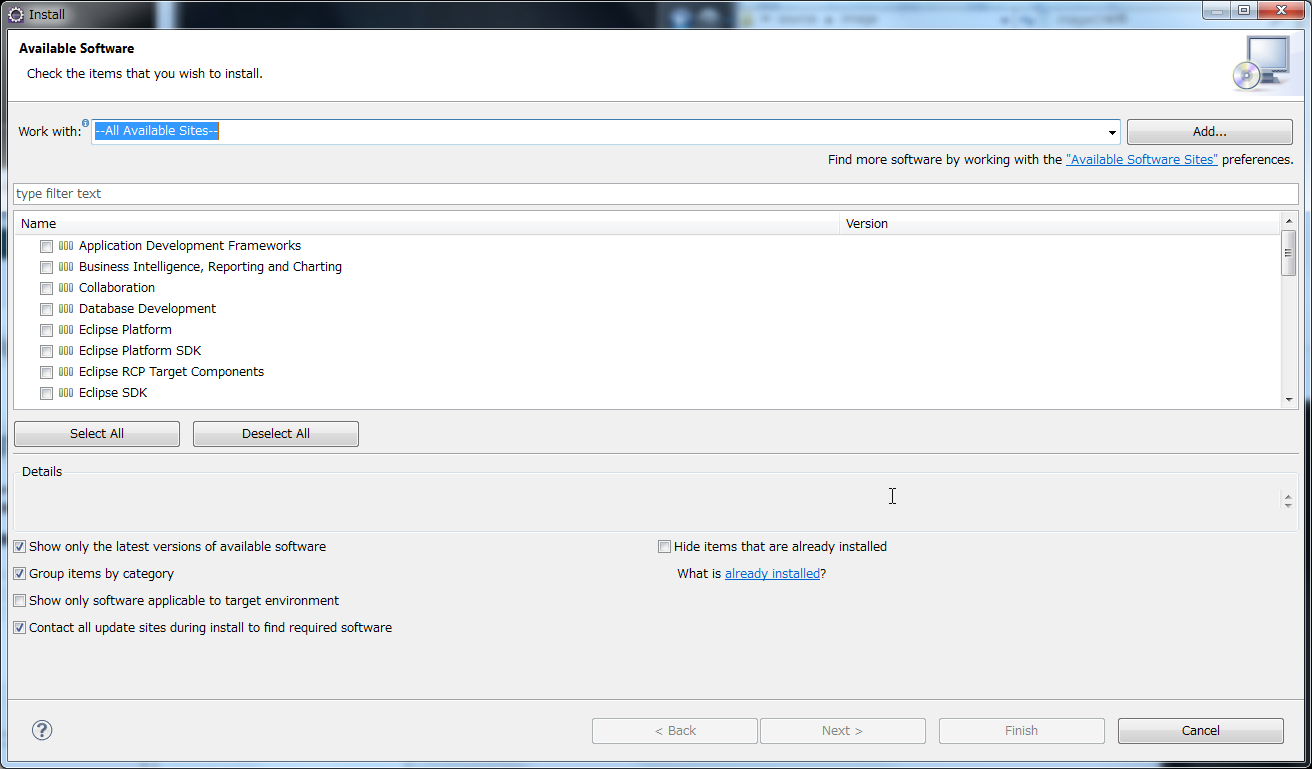 Install
Available Software
Check the items that you wish to install.
Work with: --All Available Sites-- Add...
Find more software by working with the "Available Software Sites" preferences.
type filter text
Name Version
Application Development Frameworks
Business Intelligence, Reporting and Charting
Collaboration
Database Development
Eclipse Platform
Eclipse Platform SDK
Eclipse RCP Target Components
Eclipse SDK
Select All Deselect All
Details
Show only the latest versions of available software Hide items that are already installed
Group items by category What is already installed?
Show only software applicable to target environment
Contact all update sites during install to find required software
? < Back Next > Finish Cancel